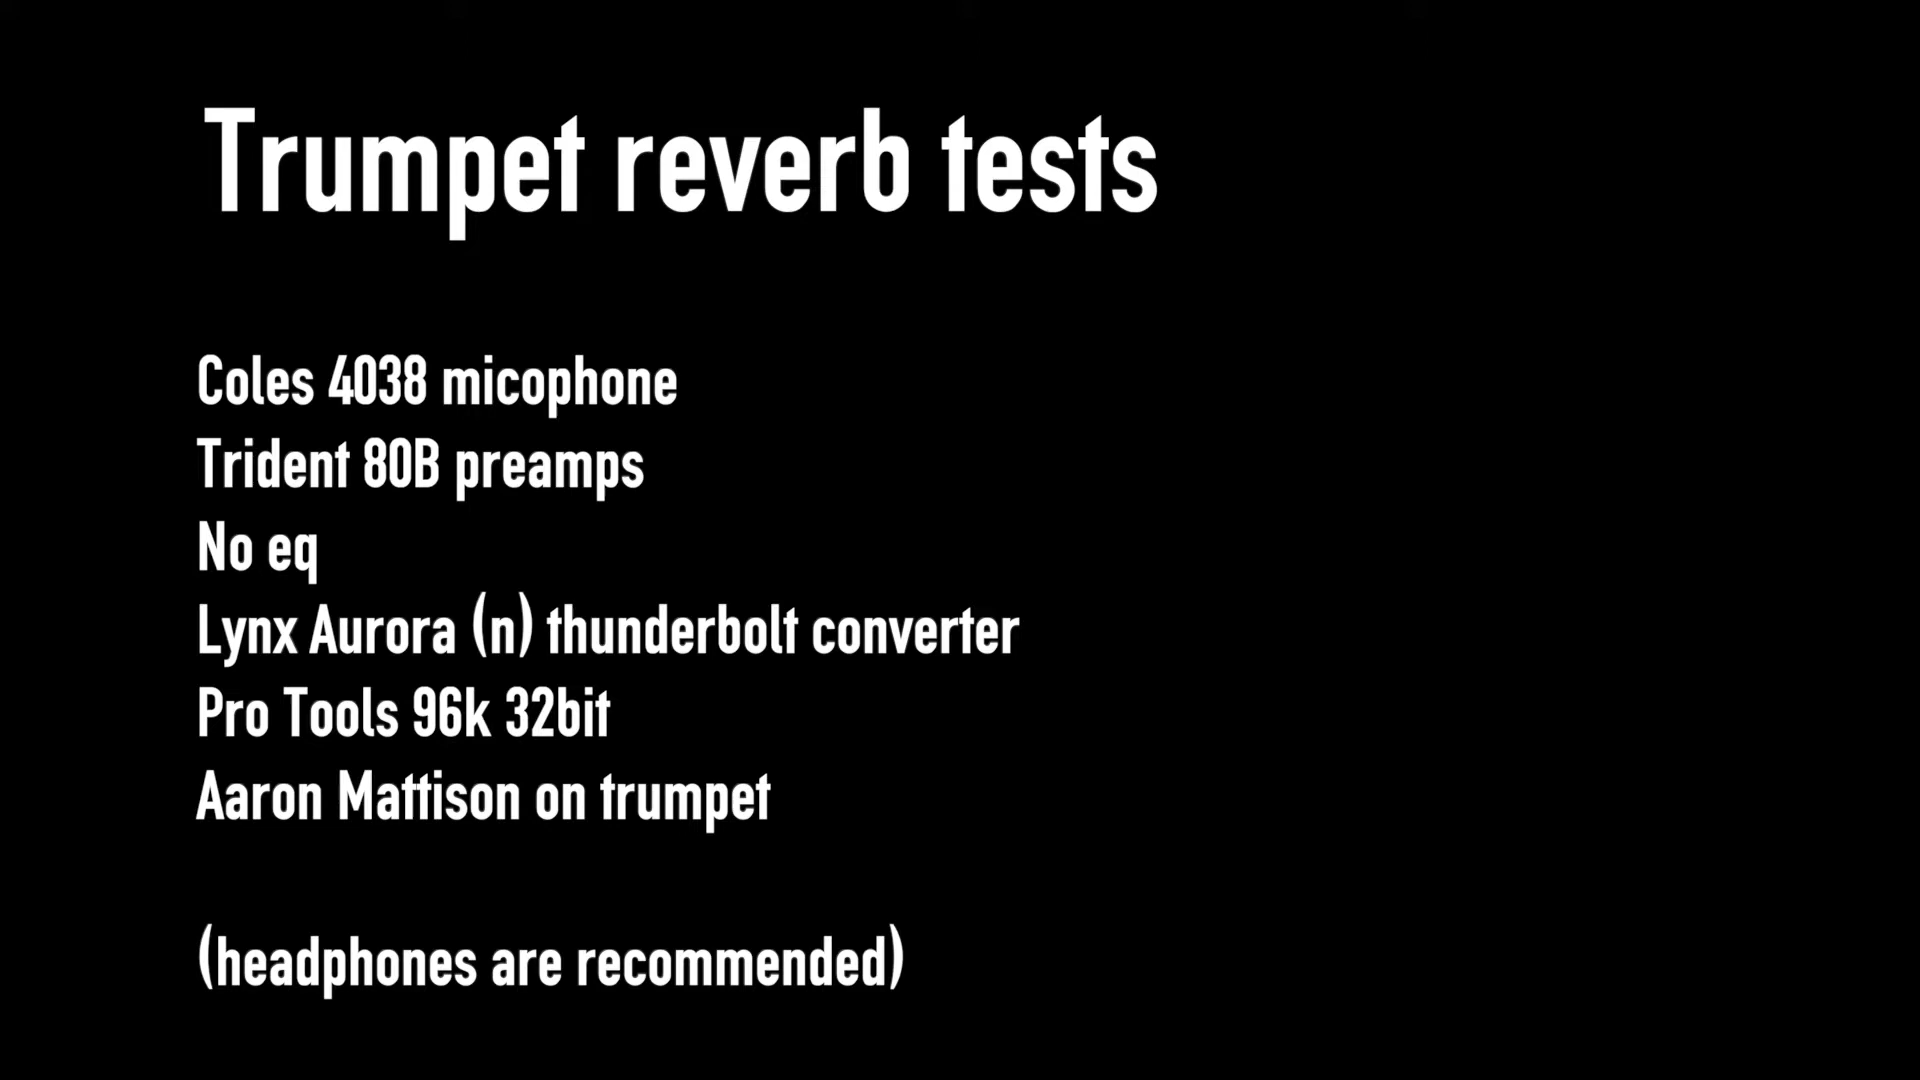 Trumpet reverb tests
Coles 4038 micophone
Trident 80B preamps
No eq
Lynx Aurora (n) thunderbolt converter
Pro Tools 96k 32bit
Aaron Mattison on trumpet
(headphones are recommended)